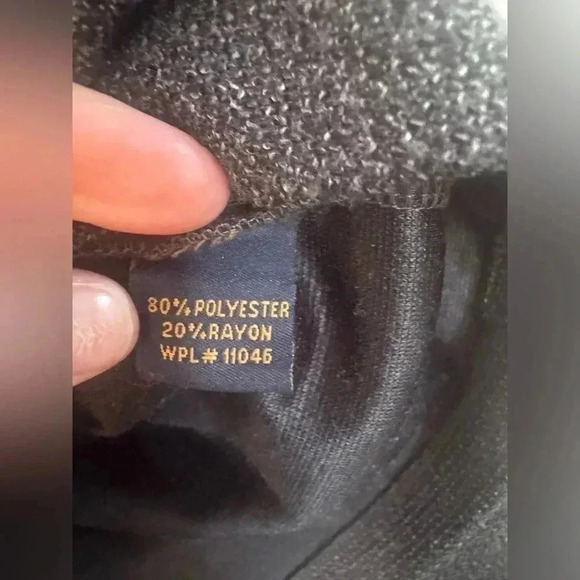 80% POLYESTER
20% RAYON
WPL# 11046